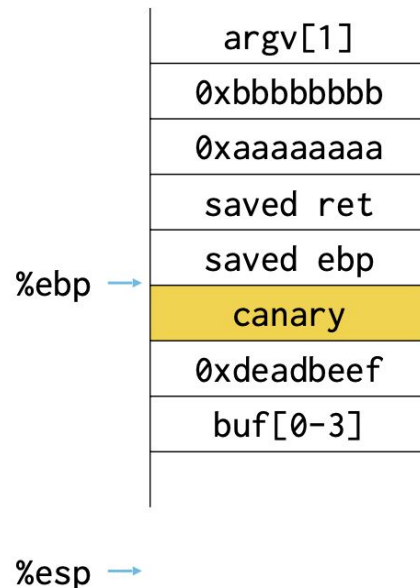 argv[1]
0xbbbbbbbb
0xaaaaaaaa
saved ret
saved ebp
%ebp
canary
0xdeadbeef
buf[0-3]
%esp